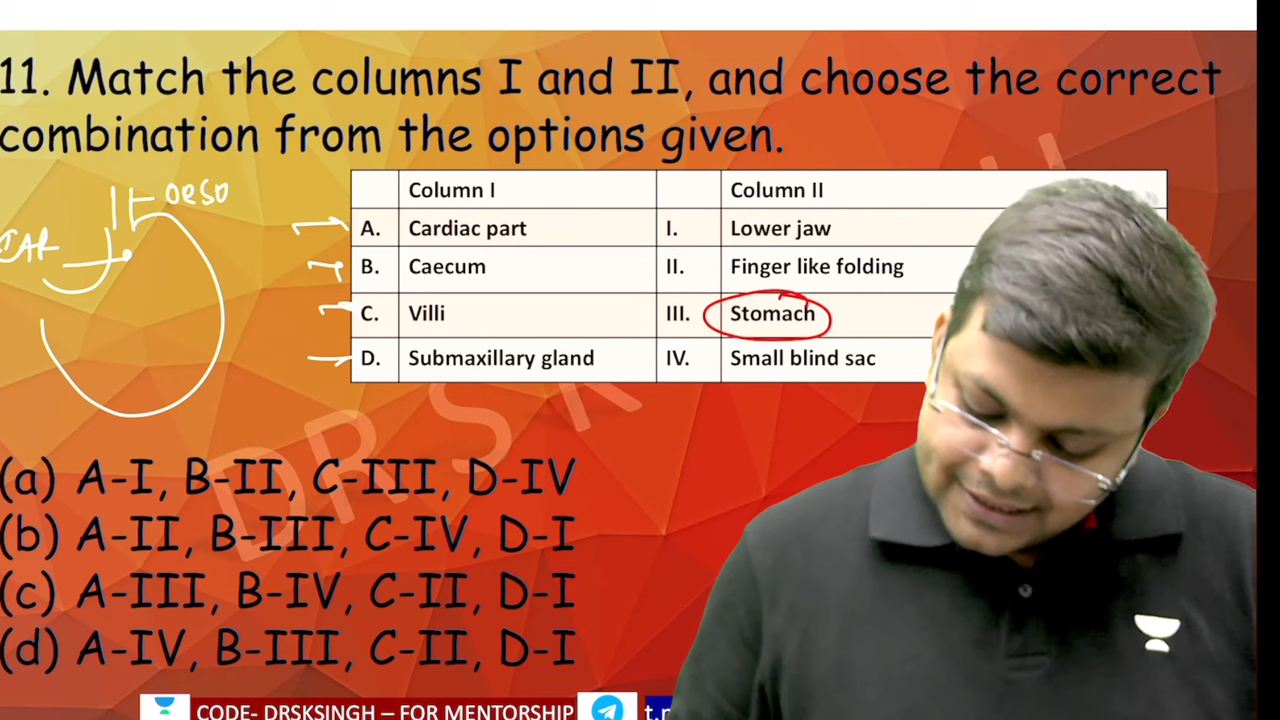 11. Match the columns I and II, and choose the correct
combination from the options given.
OESO
CAR
Column I Column II
A. Cardiac part I. Lower jaw
B. Caecum II. Finger like folding
C. Villi III. Stomach
D. Submaxillary gland IV. Small blind sac
DR S K
(a) A-I, B-II, C-III, D-IV
(b) A-II, B-III, C-IV, D-I
(c) A-III, B-IV, C-II, D-I
(d) A-IV, B-III, C-II, D-I
CODE- DRSKSINGH – FOR MENTORSHIP